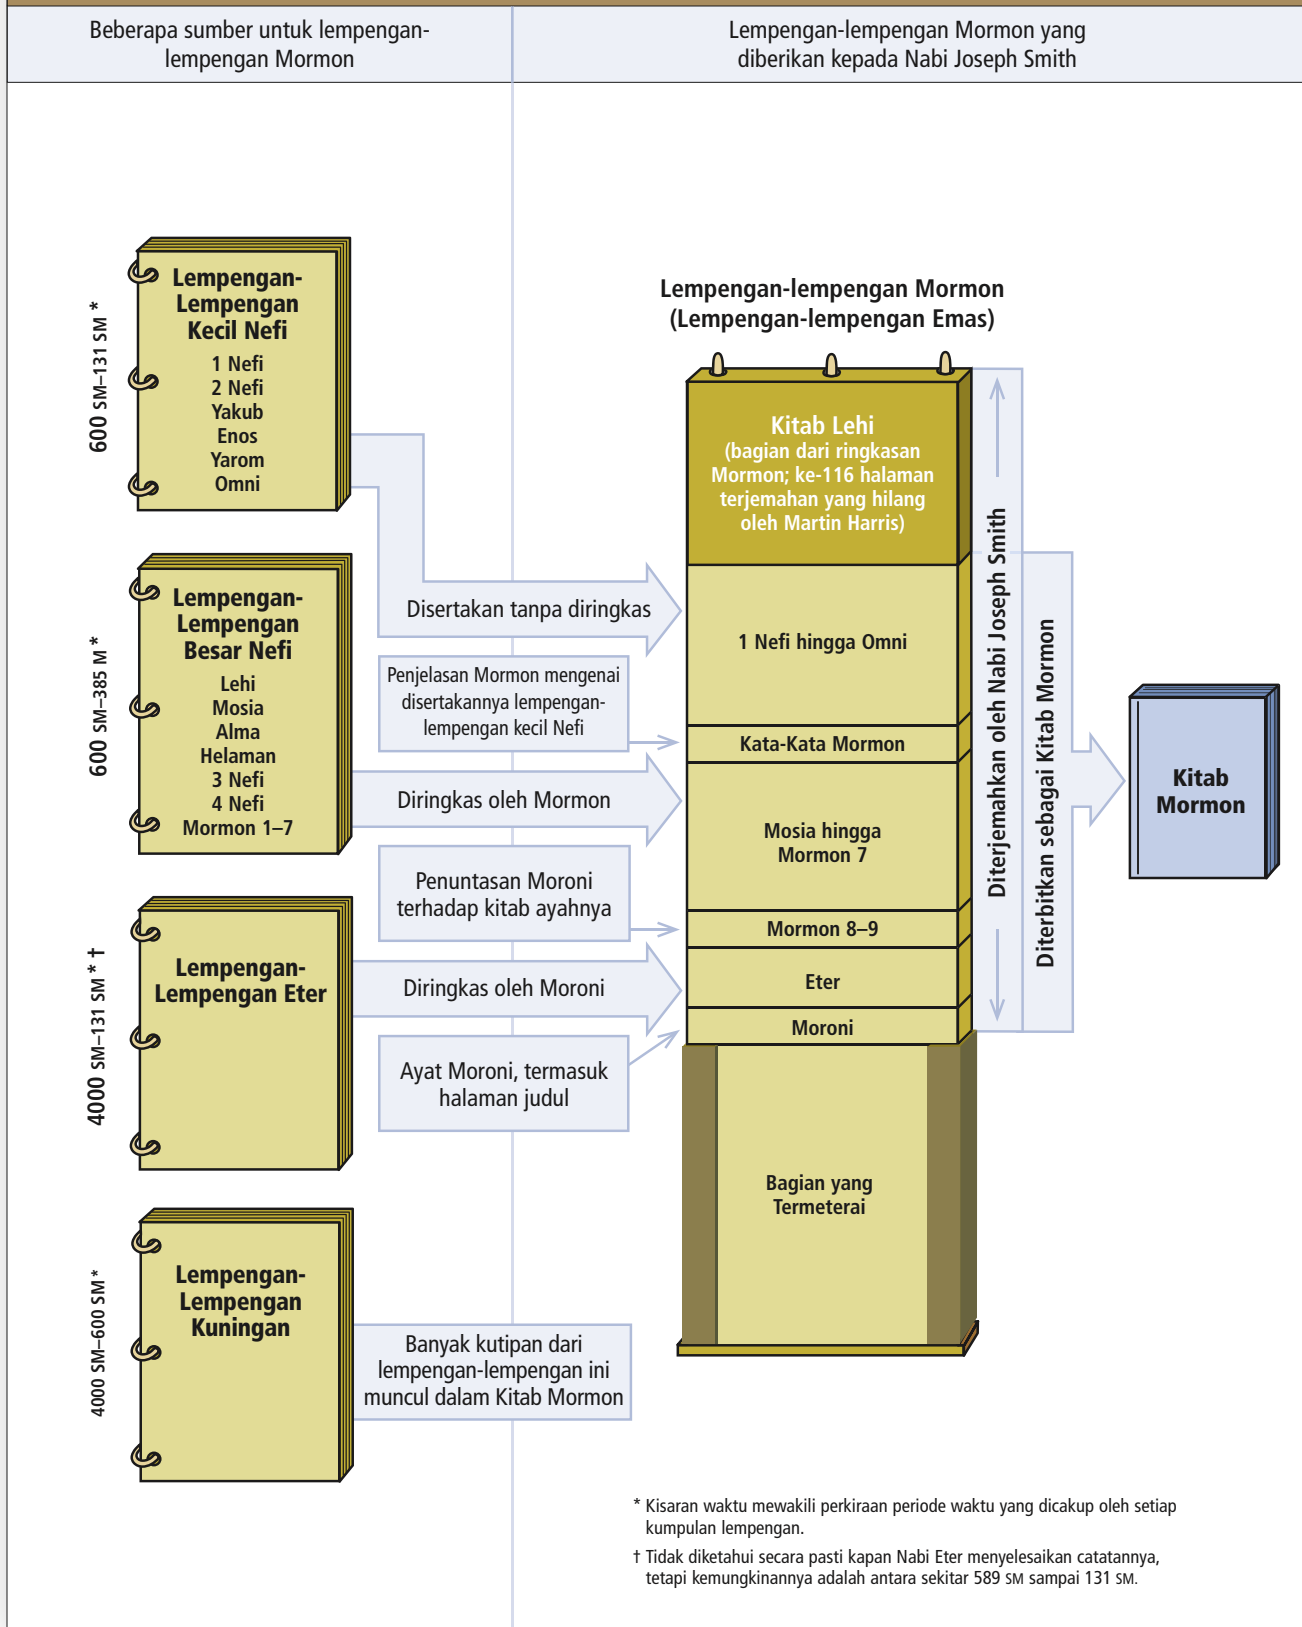 Beberapa sumber untuk lempengan-
lempengan Mormon
Lempengan-lempengan Mormon yang
diberikan kepada Nabi Joseph Smith
600 SM–131 SM *
Lempengan-
Lempengan
Kecil Nefi
1 Nefi
2 Nefi
Yakub
Enos
Yarom
Omni
600 SM–385 M *
Lempengan-
Lempengan
Besar Nefi
Lehi
Mosia
Alma
Helaman
3 Nefi
4 Nefi
Mormon 1–7
4000 SM–131 SM * †
Lempengan-
Lempengan Eter
4000 SM–600 SM *
Lempengan-
Lempengan
Kuningan
Disertakan tanpa diringkas
Penjelasan Mormon mengenai
disertakannya lempengan-
lempengan kecil Nefi
Diringkas oleh Mormon
Penuntasan Moroni
terhadap kitab ayahnya
Diringkas oleh Moroni
Ayat Moroni, termasuk
halaman judul
Banyak kutipan dari
lempengan-lempengan ini
muncul dalam Kitab Mormon
Lempengan-lempengan Mormon
(Lempengan-lempengan Emas)
Kitab Lehi
(bagian dari ringkasan
Mormon; ke-116 halaman
terjemahan yang hilang
oleh Martin Harris)
1 Nefi hingga Omni
Kata-Kata Mormon
Mosia hingga
Mormon 7
Mormon 8–9
Eter
Moroni
Bagian yang
Termeterai
Diterjemahkan oleh Nabi Joseph Smith
Diterbitkan sebagai Kitab Mormon
Kitab
Mormon
* Kisaran waktu mewakili perkiraan periode waktu yang dicakup oleh setiap
kumpulan lempengan.
† Tidak diketahui secara pasti kapan Nabi Eter menyelesaikan catatannya,
tetapi kemungkinannya adalah antara sekitar 589 SM sampai 131 SM.